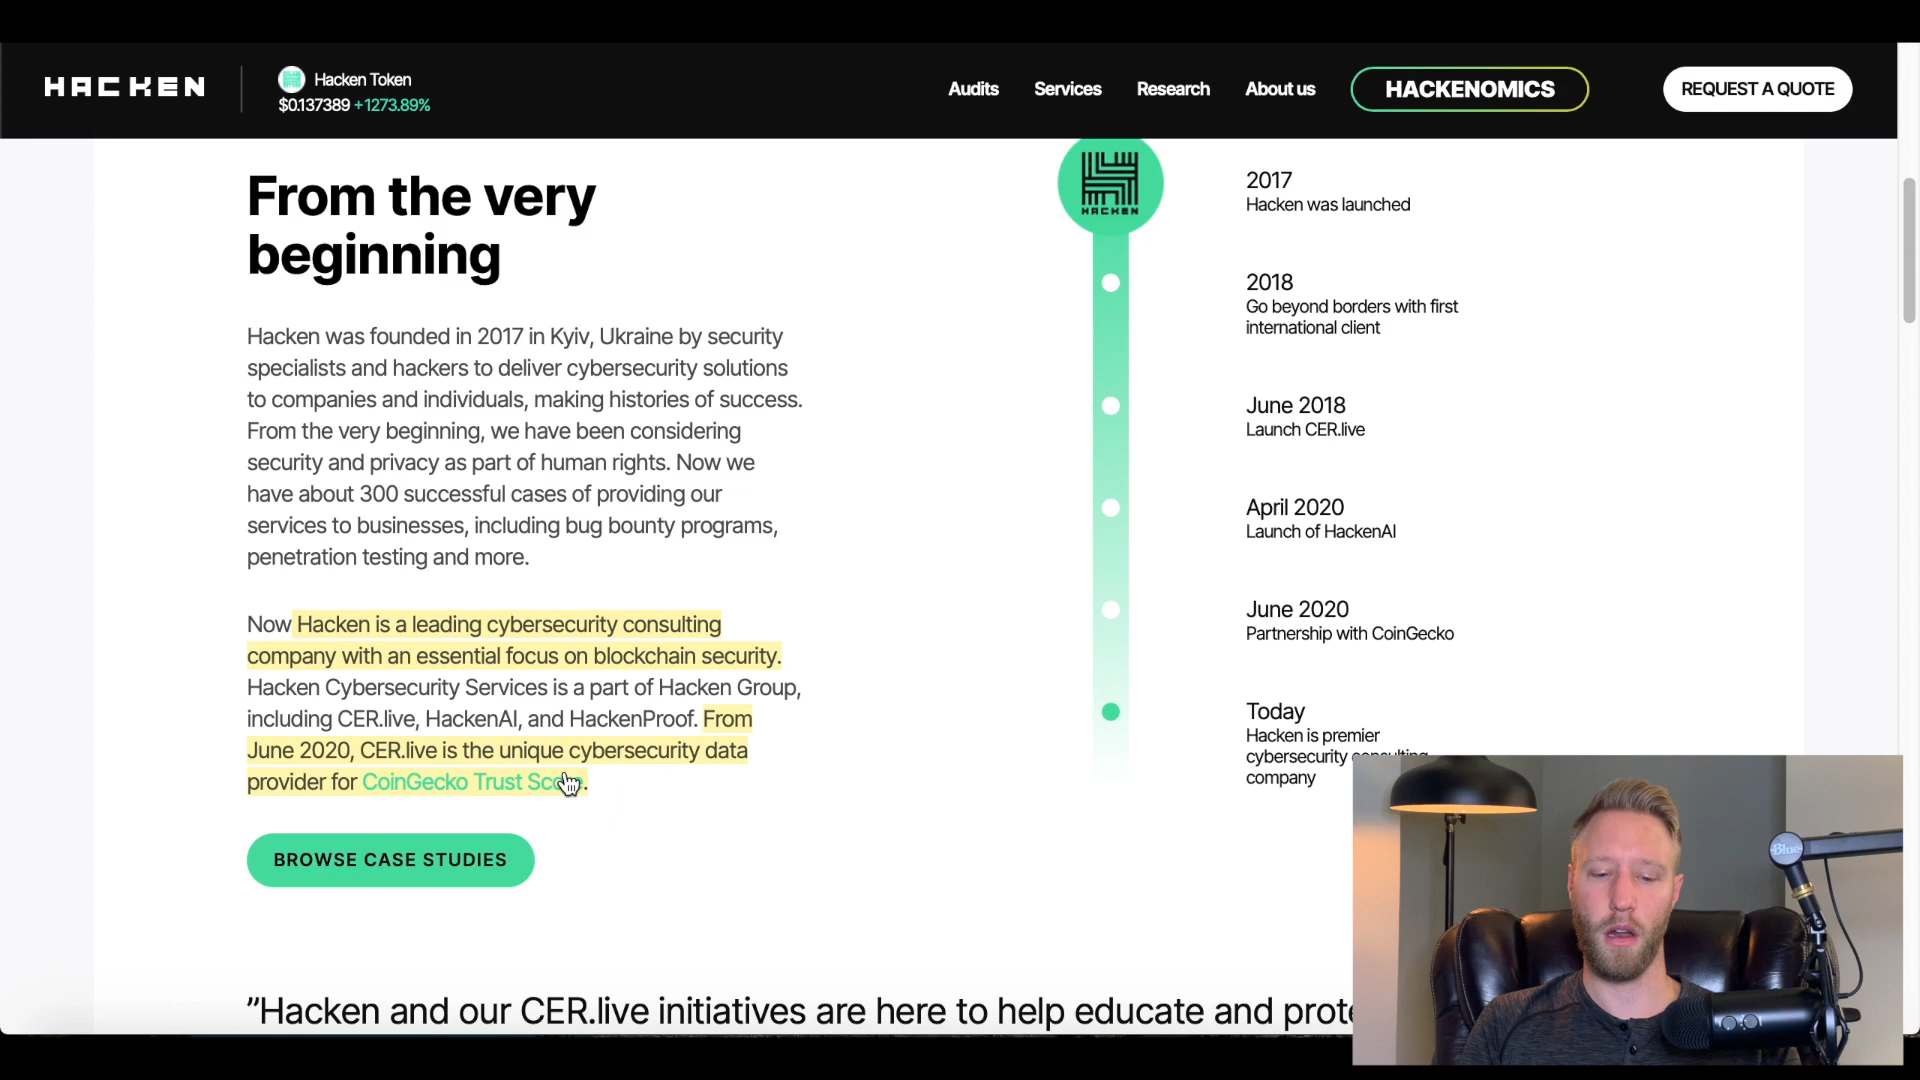 HACKEN
Hacken Token
$0.137389 +1273.89%
Audits
Services
Research
About us
HACKENOMICS
REQUEST A QUOTE
From the very
beginning
Hacken was founded in 2017 in Kyiv, Ukraine by security
specialists and hackers to deliver cybersecurity solutions
to companies and individuals, making histories of success.
From the very beginning, we have been considering
security and privacy as part of human rights. Now we
have about 300 successful cases of providing our
services to businesses, including bug bounty programs,
penetration testing and more.
Now Hacken is a leading cybersecurity consulting
company with an essential focus on blockchain security.
Hacken Cybersecurity Services is a part of Hacken Group,
including CER.live, HackenAI, and HackenProof. From
June 2020, CER.live is the unique cybersecurity data
provider for CoinGecko Trust Score.
BROWSE CASE STUDIES
HACKEN
2017
Hacken was launched
2018
Go beyond borders with first
international client
June 2018
Launch CER.live
April 2020
Launch of HackenAI
June 2020
Partnership with CoinGecko
Today
Hacken is premier
cybersecurity consulting
company
"Hacken and our CER.live initiatives are here to help educate and prote
Blue